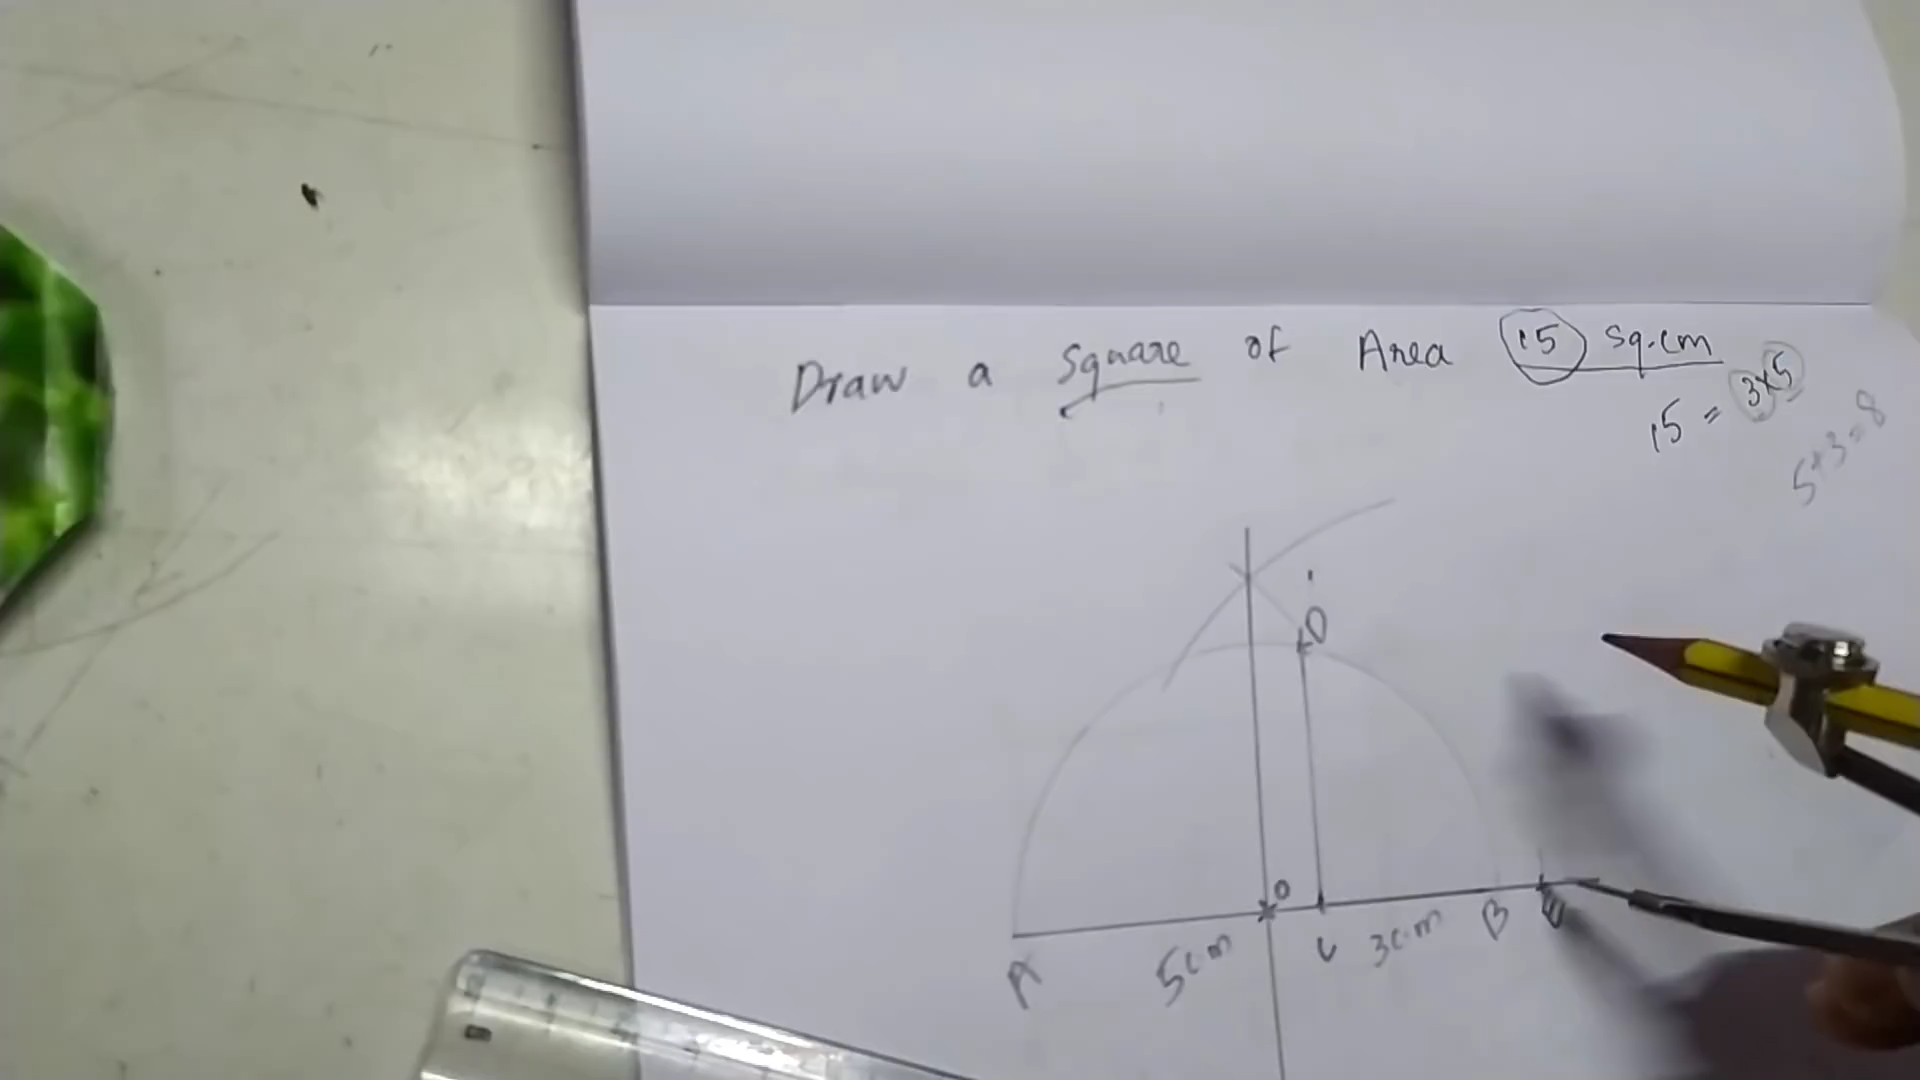 Draw a Square of Area 15 sq.cm
15 = 3x5
5+3=8
D
O
A 5cm C 3cm B E